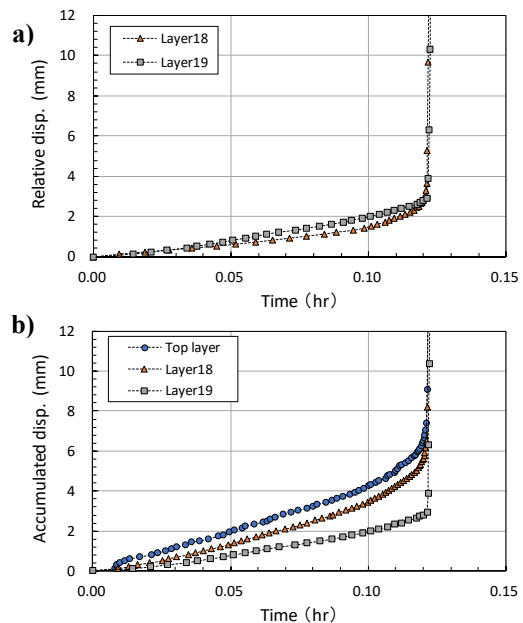 a)
12
10
8
6
4
2
0
Relative disp. (mm)
Layer18
Layer19
0.00 0.05 0.10 0.15
Time (hr)
b)
12
10
8
6
4
2
0
Accumulated disp. (mm)
Top layer
Layer18
Layer19
0.00 0.05 0.10 0.15
Time (hr)